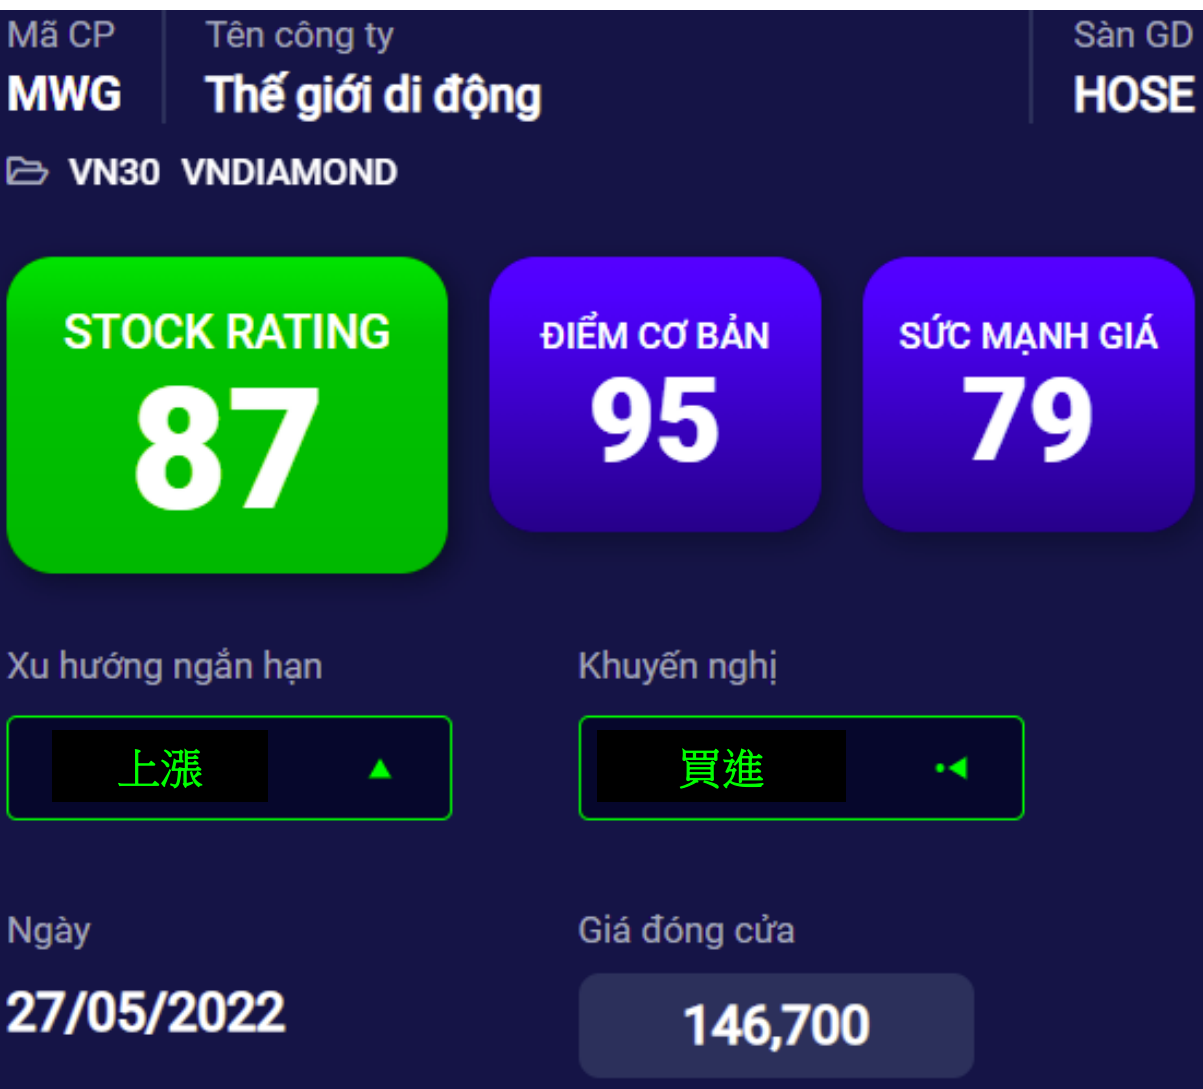 Mã CP Tên công ty Sàn GD
MWG Thế giới di động HOSE
VN30 VNDIAMOND
STOCK RATING ĐIỂM CƠ BẢN SỨC MẠNH GIÁ
87 95 79
Xu hướng ngắn hạn Khuyến nghị
上漲 買進
Ngày Giá đóng cửa
27/05/2022 146,700